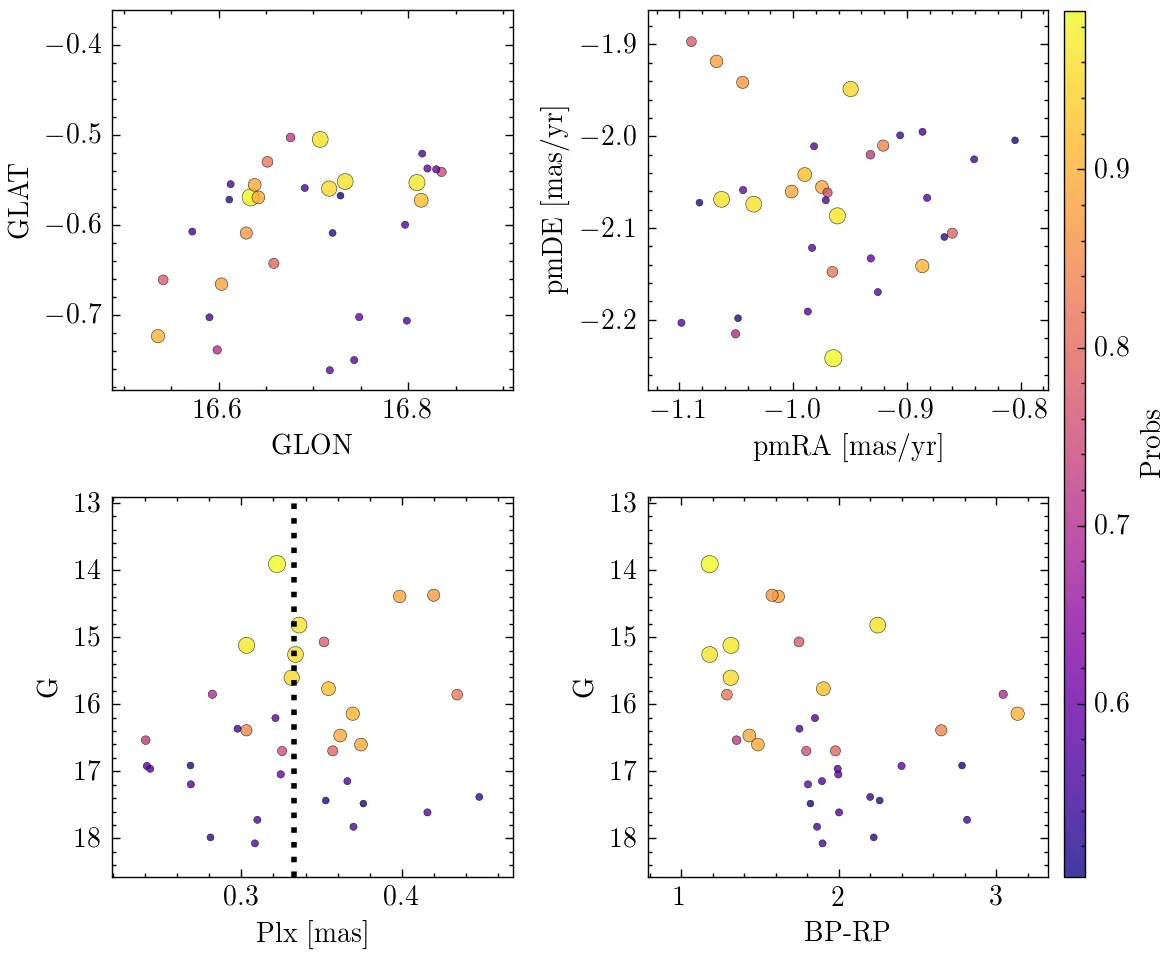 −0.4
−0.5
−0.6
−0.7
GLAT
16.6 16.8
GLON
−1.9
−2.0
−2.1
−2.2
pmDE [mas/yr]
−1.1 −1.0 −0.9 −0.8
pmRA [mas/yr]
0.9
0.8
0.7
0.6
Probs
13
14
15
16
17
18
G
0.3 0.4
Plx [mas]
13
14
15
16
17
18
G
1 2 3
BP-RP